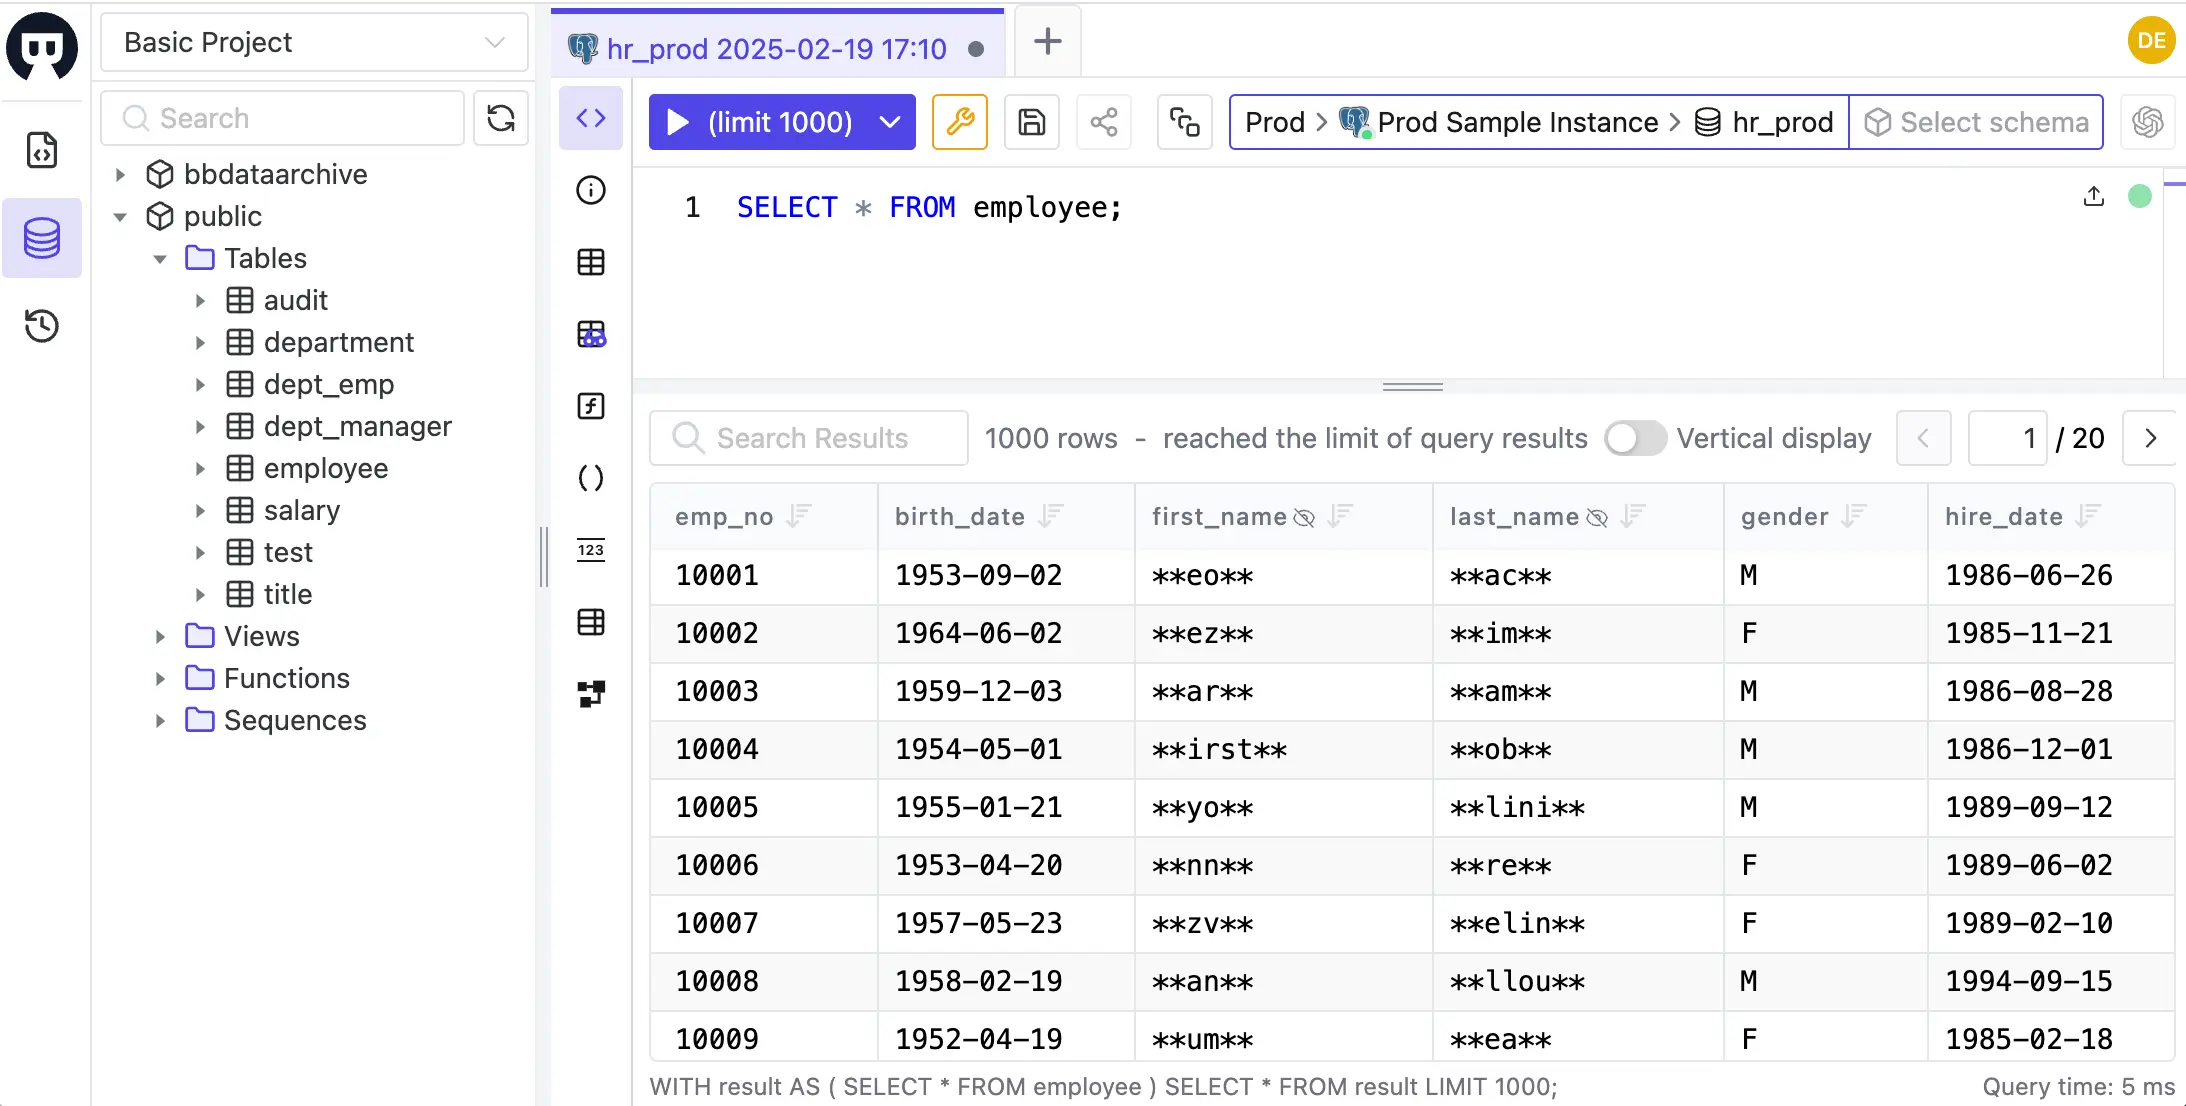 Basic Project
Search
bbdataarchive
public
Tables
audit
department
dept_emp
dept_manager
employee
salary
test
title
Views
Functions
Sequences
hr_prod 2025-02-19 17:10
DE
(limit 1000)
Prod > Prod Sample Instance > hr_prod Select schema
1 SELECT * FROM employee;
123
Search Results 1000 rows - reached the limit of query results Vertical display 1 / 20
emp_no birth_date first_name last_name gender hire_date
10001 1953-09-02 **eo** **ac** M 1986-06-26
10002 1964-06-02 **ez** **im** F 1985-11-21
10003 1959-12-03 **ar** **am** M 1986-08-28
10004 1954-05-01 **irst** **ob** M 1986-12-01
10005 1955-01-21 **yo** **lini** M 1989-09-12
10006 1953-04-20 **nn** **re** F 1989-06-02
10007 1957-05-23 **zv** **elin** F 1989-02-10
10008 1958-02-19 **an** **llou** M 1994-09-15
10009 1952-04-19 **um** **ea** F 1985-02-18
WITH result AS ( SELECT * FROM employee ) SELECT * FROM result LIMIT 1000; Query time: 5 ms